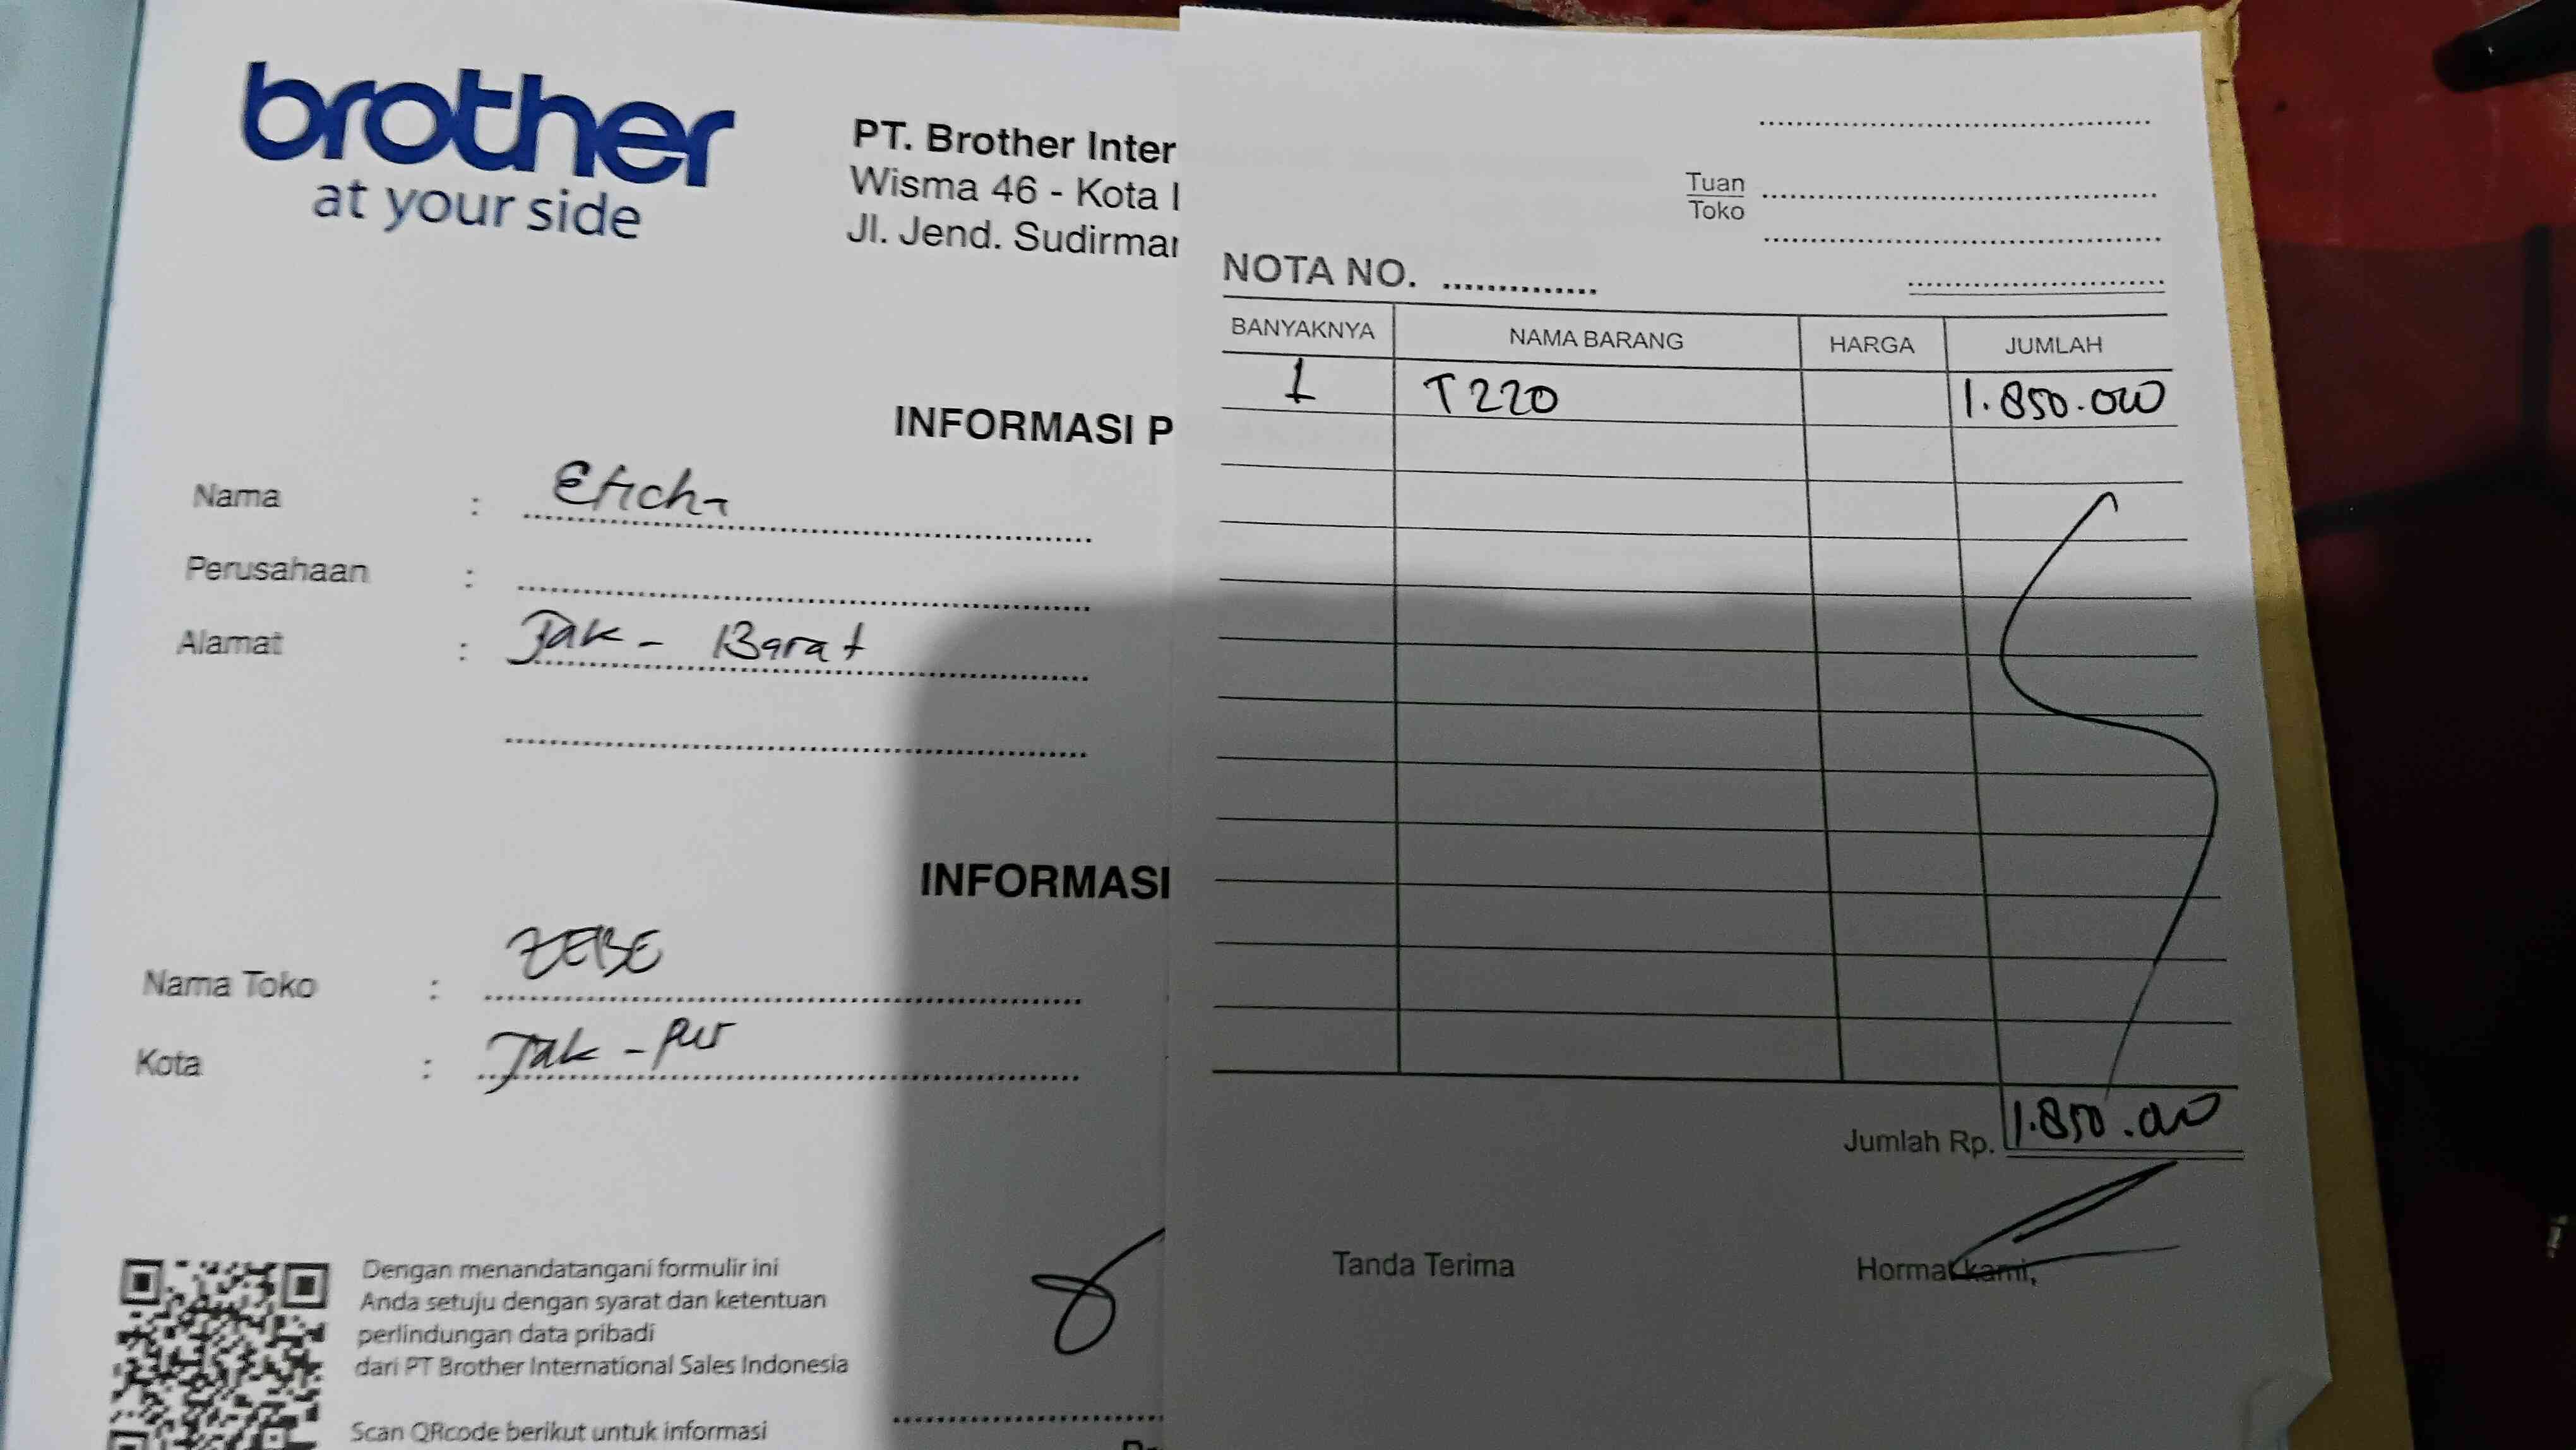 brother
at your side
PT. Brother Inter
Wisma 46 - Kota
Jl. Jend. Sudirman
INFORMASI P
Nama :
Perusahaan :
Alamat : Jak - Barat
INFORMASI
Nama Toko : ZEBE
Kota : Jak - Pus
Dengan menandatangani formulir ini
Anda setuju dengan syarat dan ketentuan
perlindungan data pribadi
dari PT Brother International Sales Indonesia
Scan QRcode berikut untuk informasi
Tuan
Toko
NOTA NO.
BANYAKNYA NAMA BARANG HARGA JUMLAH
1 T220 1.850.000
Jumlah Rp. 1.850.000
Tanda Terima Hormat kami,